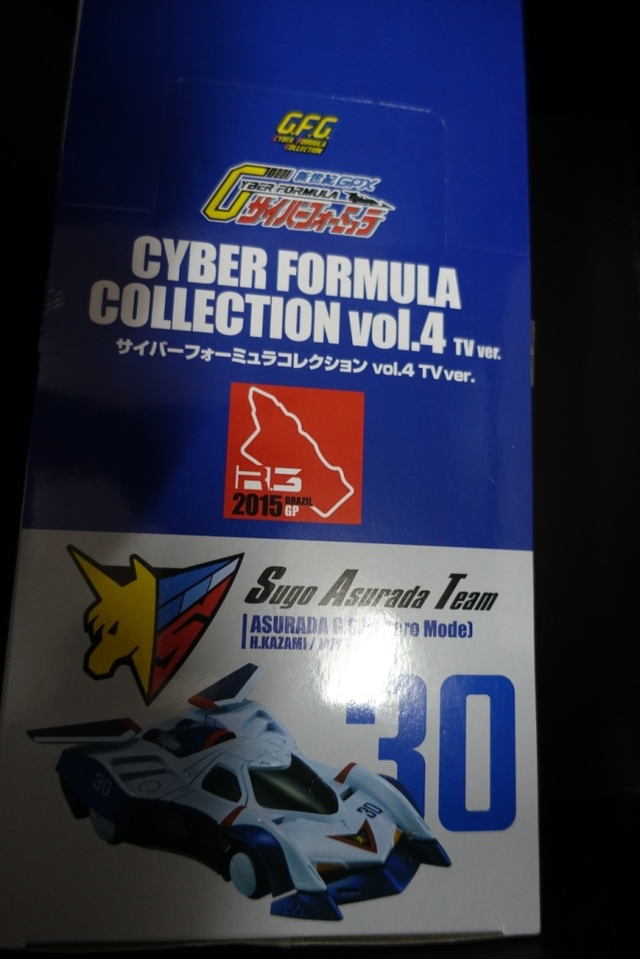 C.F.C.
CYBER FORMULA
COLLECTION
新世紀GPX
CYBER FORMULA
サイバーフォーミュラ
CYBER FORMULA
COLLECTION vol.4 TV ver.
サイバーフォーミュラコレクション vol.4 TV ver.
R.3
2015 BRAZIL
GP
Sugo Asurada Team
ASURADA Mode)
H.KAZAMI /
30
30
30